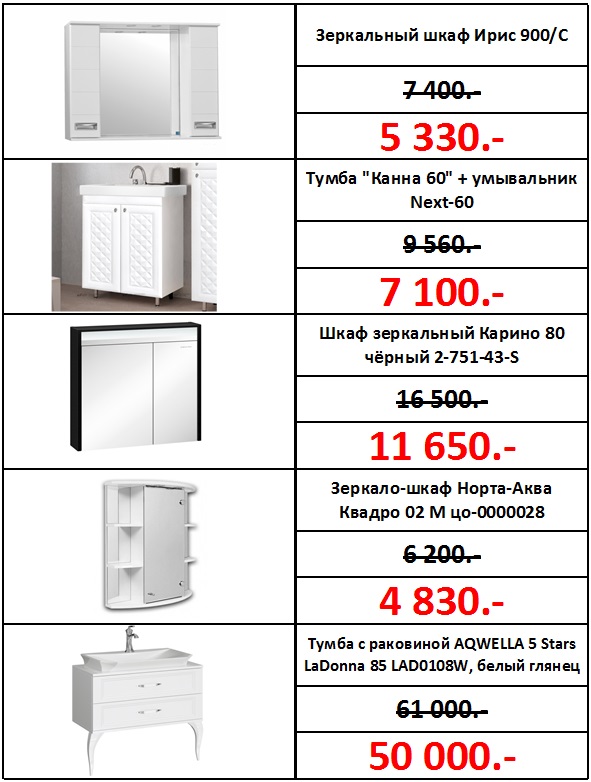 Зеркальный шкаф Ирис 900/С
7 400.-
5 330.-
Тумба "Канна 60" + умывальник
Next-60
9 560.-
7 100.-
Шкаф зеркальный Карино 80
чёрный 2-751-43-S
16 500.-
11 650.-
Зеркало-шкаф Норта-Аква
Квадро 02 М цо-0000028
6 200.-
4 830.-
Тумба с раковиной AQWELLA 5 Stars
LaDonna 85 LAD0108W, белый глянец
61 000.-
50 000.-